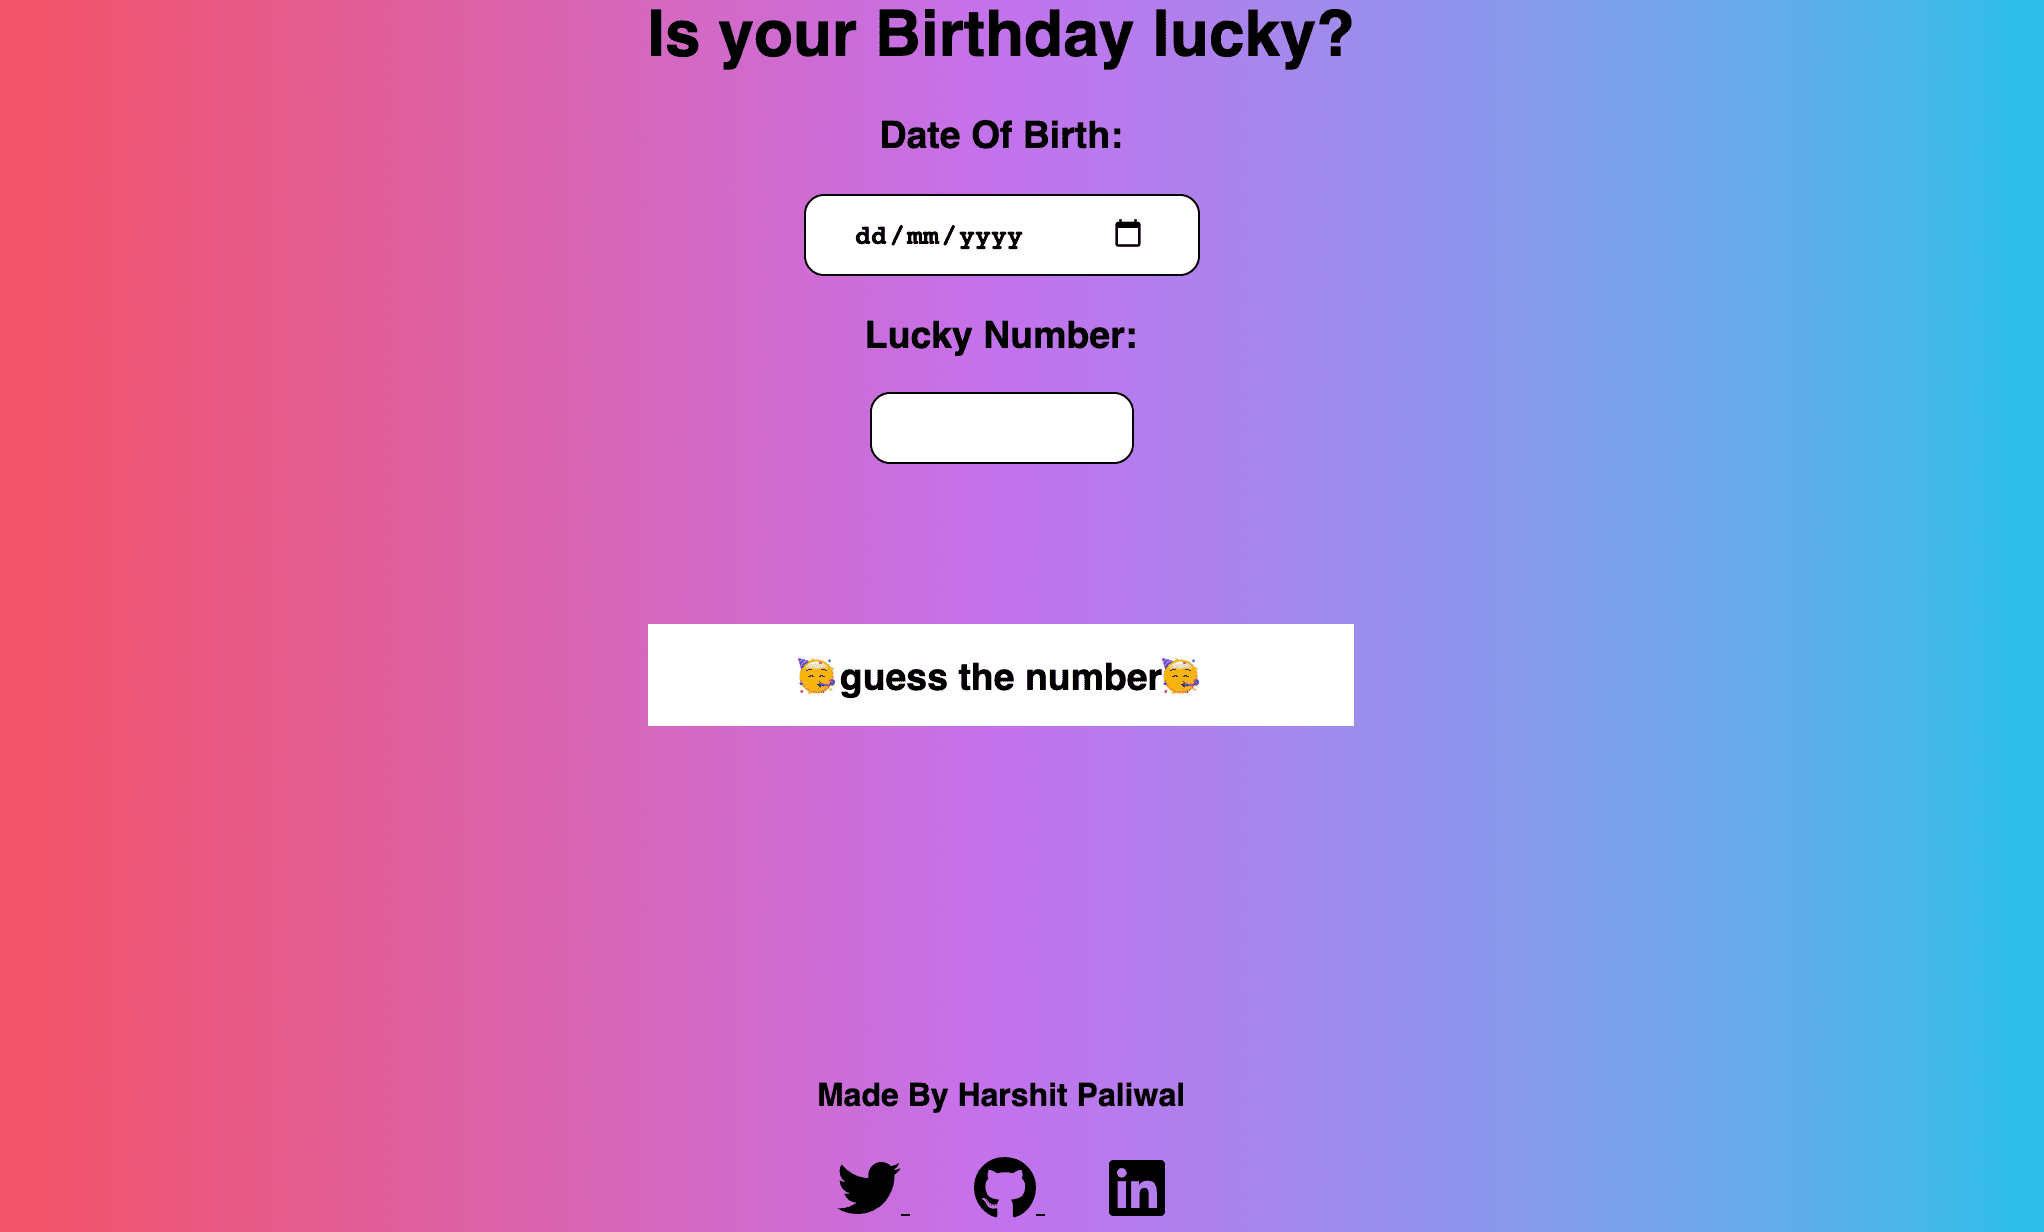 Is your Birthday lucky?
Date Of Birth:
dd/mm/yyyy
Lucky Number:
🥳guess the number🥳
Made By Harshit Paliwal